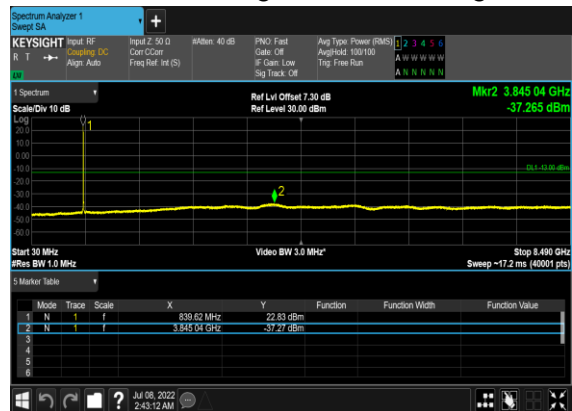 Spectrum Analyzer 1
Swept SA
+
KEYSIGHT Input: RF Input Z: 50 Ω #Atten: 40 dB PNO: Fast Avg Type: Power (RMS) 1 2 3 4 5 6
R T Coupling: DC Corr CCorr Gate: Off Avg|Hold: 100/100 A W W W W W
Align: Auto Freq Ref: Int (S) IF Gain: Low Trig: Free Run
Sig Track: Off A N N N N N
LXI
1 Spectrum Ref Lvl Offset 7.30 dB Mkr2 3.845 04 GHz
Scale/Div 10 dB Ref Level 30.00 dBm -37.265 dBm
Log
20.0
10.0
0.00
-10.0
-20.0
-30.0
-40.0
-50.0
-60.0
1
DL1 -13.00 dBm
2
Start 30 MHz Video BW 3.0 MHz* Stop 8.490 GHz
#Res BW 1.0 MHz Sweep ~17.2 ms (40001 pts)
5 Marker Table
Mode Trace Scale X Y Function Function Width Function Value
1 N 1 f 839.62 MHz 22.83 dBm
2 N 1 f 3.845 04 GHz -37.27 dBm
3
4
5
6
? Jul 08, 2022
2:43:12 AM